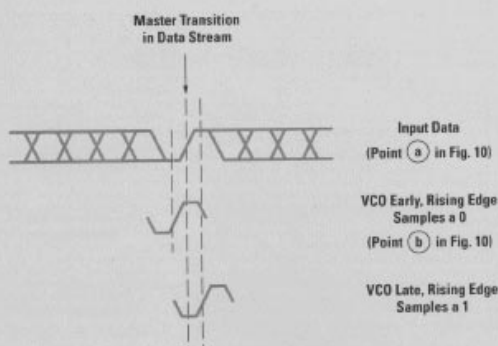 Master Transition
in Data Stream
Input Data
(Point a in Fig. 10)
VCO Early, Rising Edge
Samples a 0
(Point b in Fig. 10)
VCO Late, Rising Edge
Samples a 1